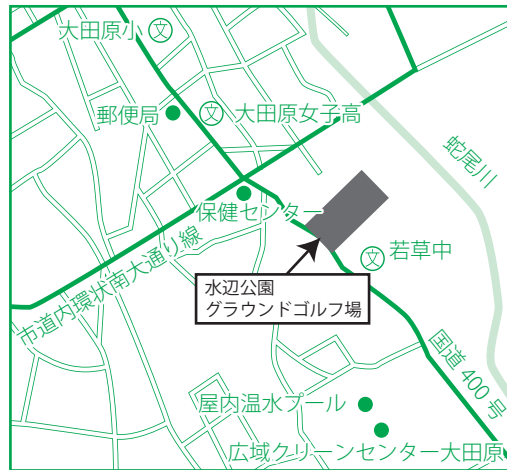 大田原小
文
郵便局
文
大田原女子高
蛇尾川
保健センター
市道内環状南大通り線
文
若草中
水辺公園
グラウンドゴルフ場
国道400号
屋内温水プール
広域クリーンセンター大田原